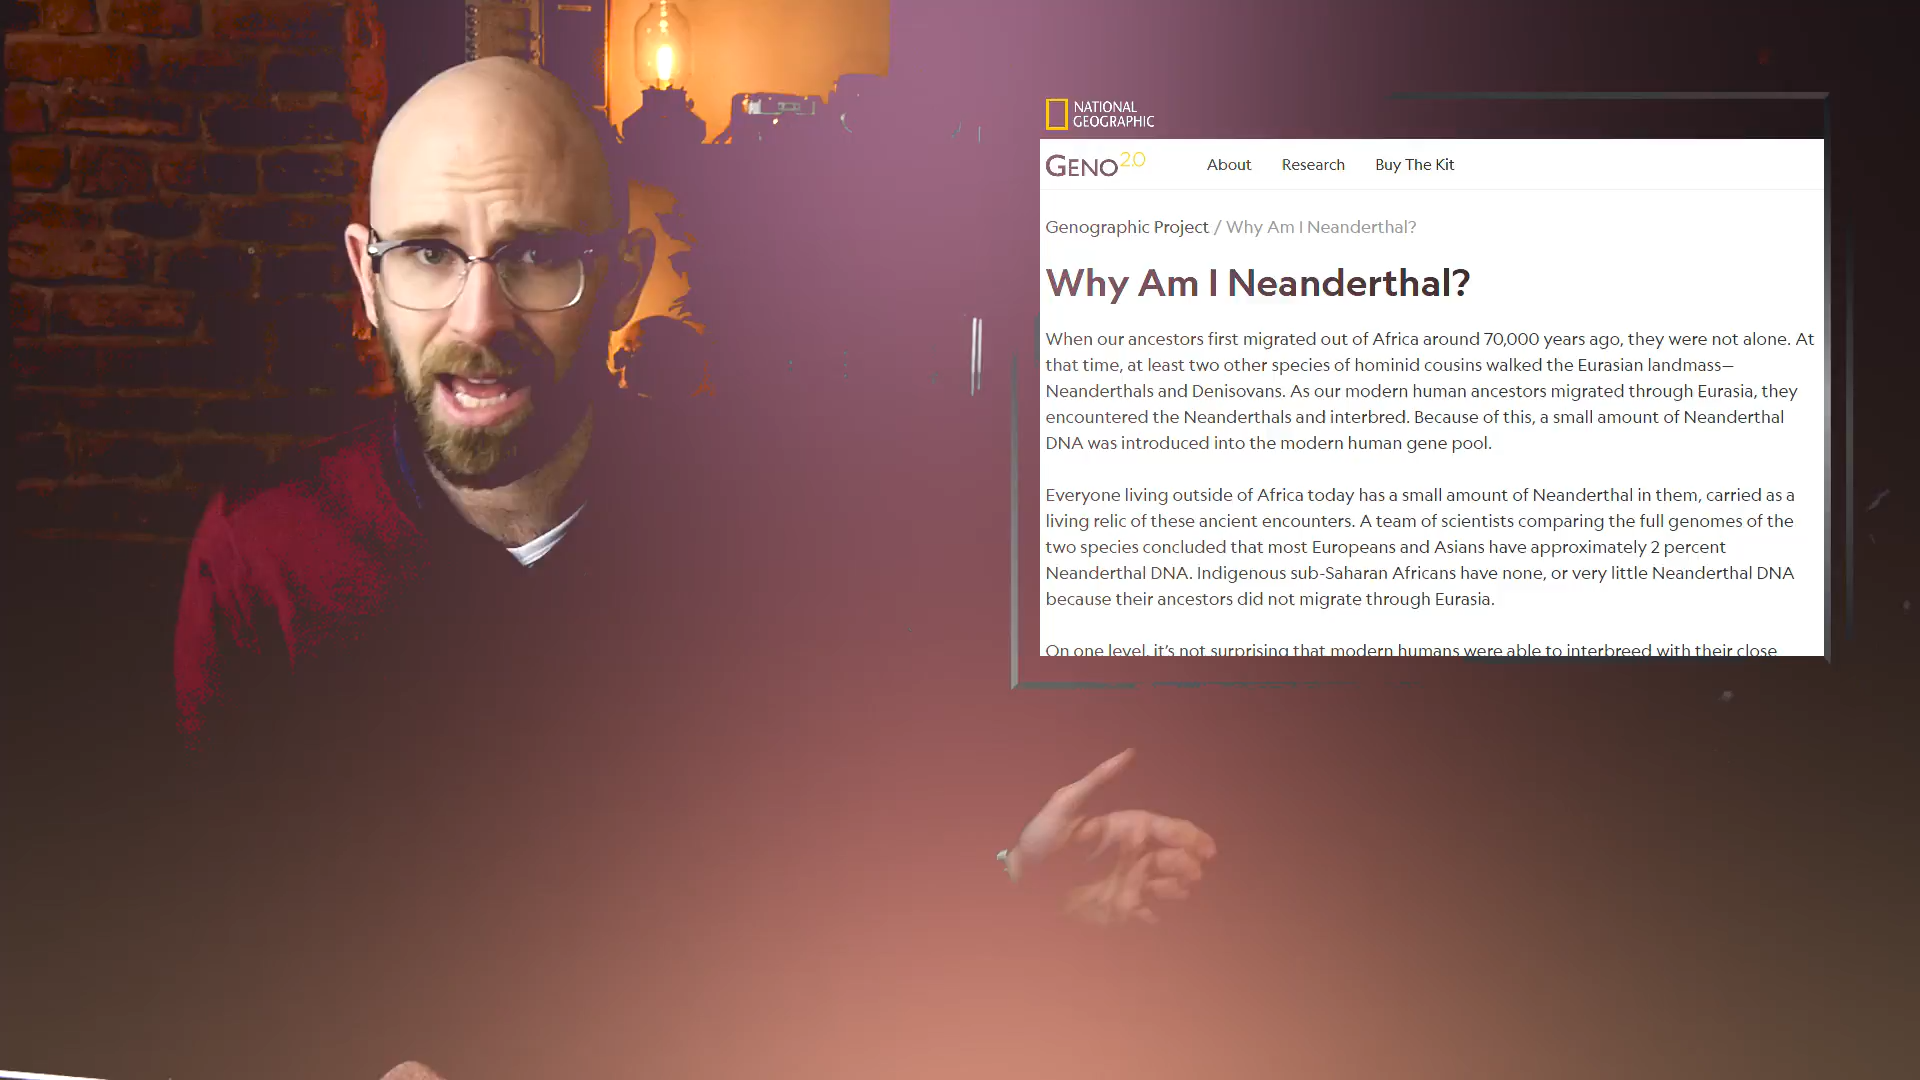 NATIONAL
GEOGRAPHIC
GENO 2.0
About Research Buy The Kit
Genographic Project / Why Am I Neanderthal?
Why Am I Neanderthal?
When our ancestors first migrated out of Africa around 70,000 years ago, they were not alone. At
that time, at least two other species of hominid cousins walked the Eurasian landmass—
Neanderthals and Denisovans. As our modern human ancestors migrated through Eurasia, they
encountered the Neanderthals and interbred. Because of this, a small amount of Neanderthal
DNA was introduced into the modern human gene pool.
Everyone living outside of Africa today has a small amount of Neanderthal in them, carried as a
living relic of these ancient encounters. A team of scientists comparing the full genomes of the
two species concluded that most Europeans and Asians have approximately 2 percent
Neanderthal DNA. Indigenous sub-Saharan Africans have none, or very little Neanderthal DNA
because their ancestors did not migrate through Eurasia.
On one level, it's not surprising that modern humans were able to interbreed with their close